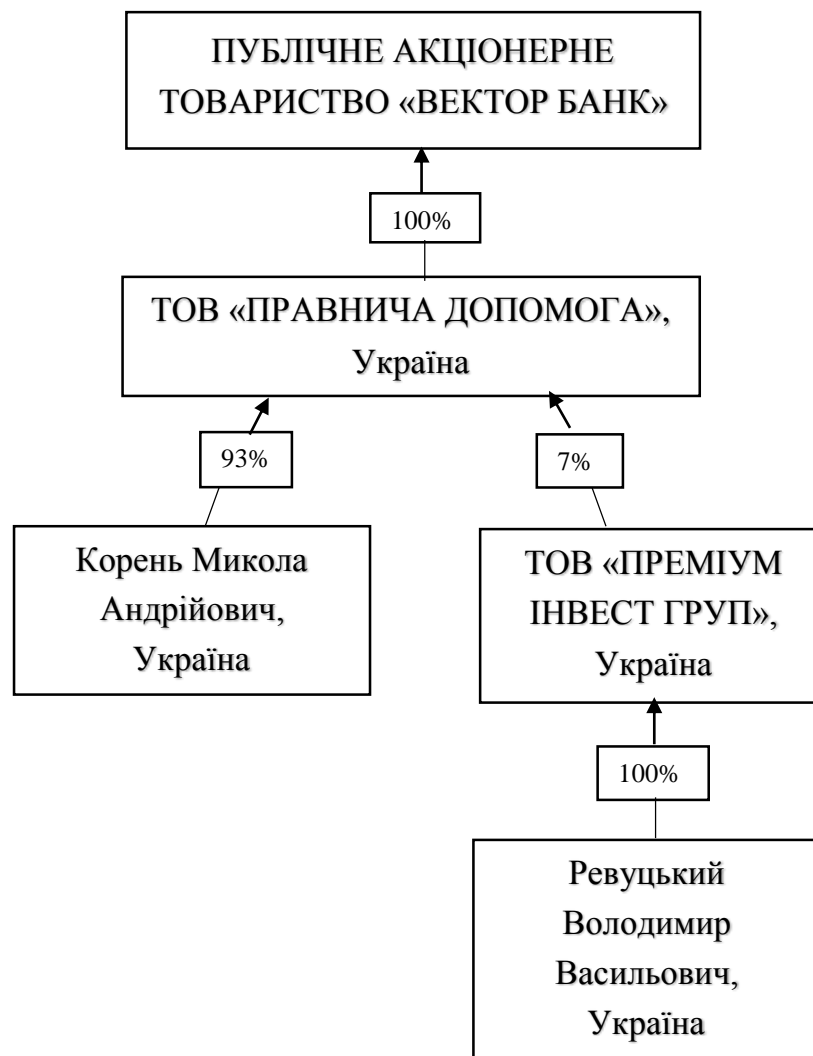 ПУБЛІЧНЕ АКЦІОНЕРНЕ
ТОВАРИСТВО «ВЕКТОР БАНК»
100%
ТОВ «ПРАВНИЧА ДОПОМОГА»,
Україна
93%
7%
Корень Микола
Андрійович,
Україна
ТОВ «ПРЕМІУМ
ІНВЕСТ ГРУП»,
Україна
100%
Ревуцький
Володимир
Васильович,
Україна